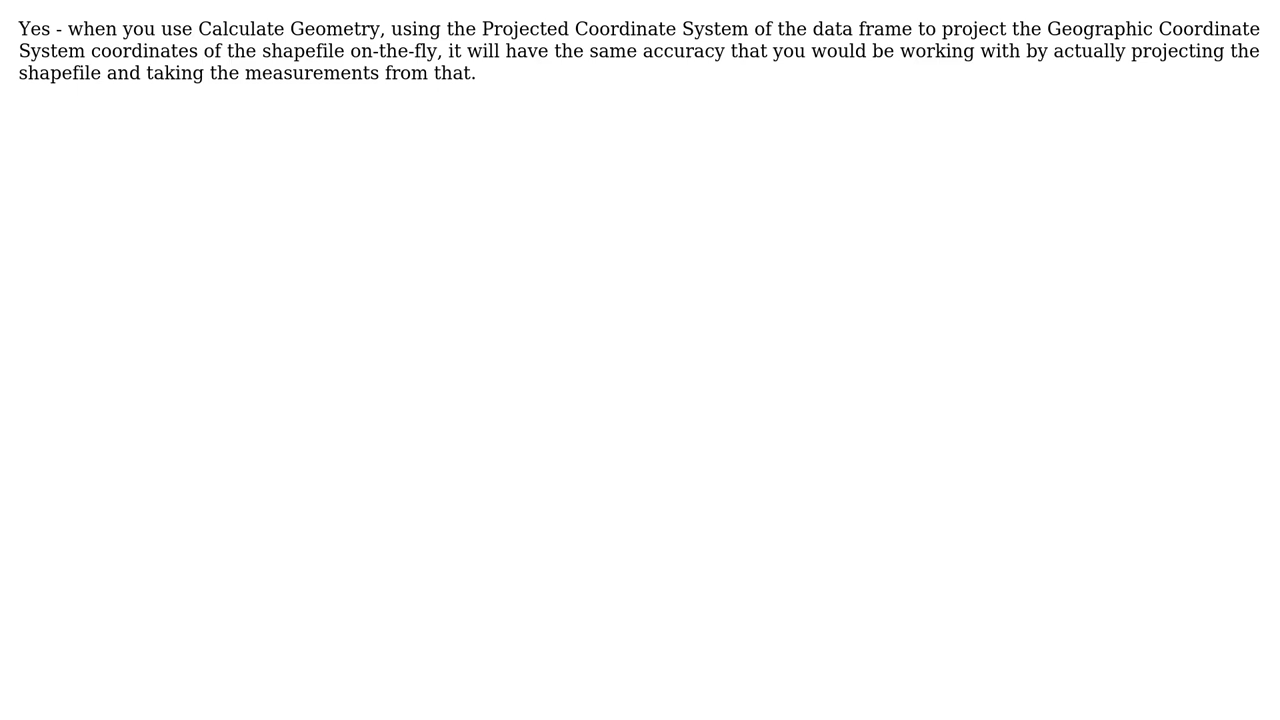 Yes - when you use Calculate Geometry, using the Projected Coordinate System of the data frame to project the Geographic Coordinate
System coordinates of the shapefile on-the-fly, it will have the same accuracy that you would be working with by actually projecting the
shapefile and taking the measurements from that.